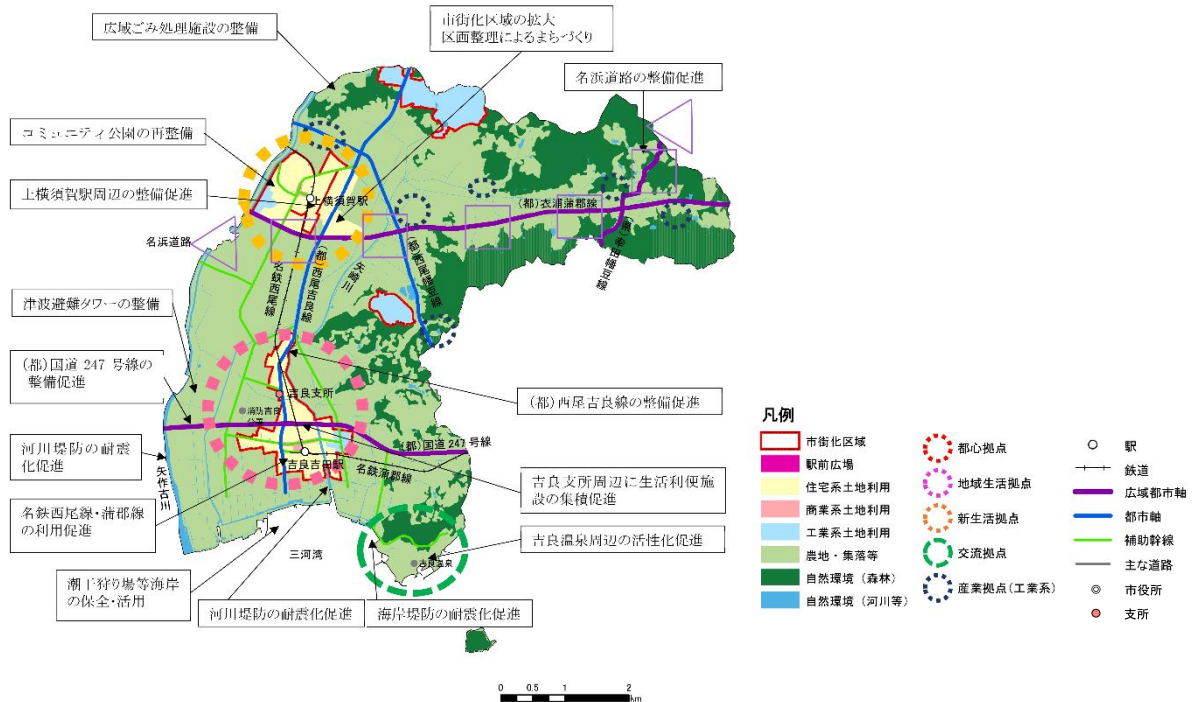 広域ごみ処理施設の整備
市街化区域の拡大
区画整理によるまちづくり
名浜道路の整備促進
コミュニティ公園の再整備
上横須賀駅周辺の整備促進
上横須賀駅
(都)衣浦蒲郡線
名浜道路
名鉄西尾線
(都)西尾吉良線
矢崎川
津波避難タワーの整備
(都)国道 247 号線の
整備促進
吉良支所
(都)西尾吉良線の整備促進
(都)国道 247 号線
河川堤防の耐震
化促進
矢作古川
吉良吉田駅
名鉄蒲郡線
吉良支所周辺に生活利便施
設の集積促進
名鉄西尾線・蒲郡線
の利用促進
三河湾
吉良温泉
吉良温泉周辺の活性化促進
潮干狩り場等海岸
の保全・活用
河川堤防の耐震化促進
海岸堤防の耐震化促進
凡例
市街化区域
駅前広場
住宅系土地利用
商業系土地利用
工業系土地利用
農地・集落等
自然環境（森林）
自然環境（河川等）
都心拠点
地域生活拠点
新生活拠点
交流拠点
産業拠点（工業系）
駅
鉄道
広域都市軸
都市軸
補助幹線
主な道路
市役所
支所
0 0.5 1 2
km